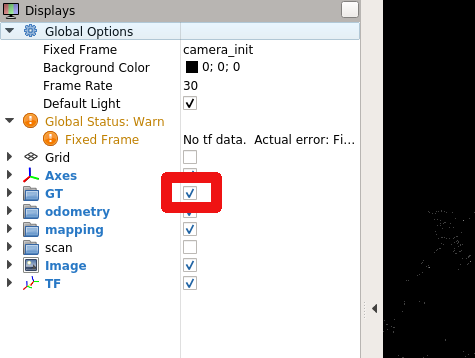 Displays
Global Options
Fixed Frame camera_init
Background Color 0; 0; 0
Frame Rate 30
Default Light
Global Status: Warn
Fixed Frame No tf data. Actual error: Fi...
Grid
Axes
GT
odometry
mapping
scan
Image
TF